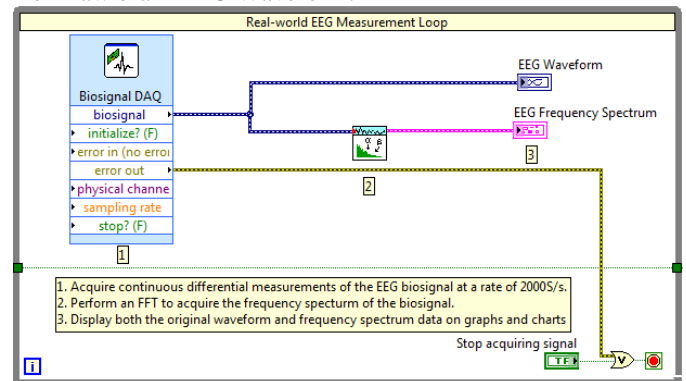 Real-world EEG Measurement Loop
Biosignal DAQ
biosignal
initialize? (F)
error in (no erro
error out
physical channe
sampling rate
stop? (F)
1
EEG Waveform
EEG Frequency Spectrum
α β
2
3
1. Acquire continuous differential measurements of the EEG biosignal at a rate of 2000S/s.
2. Perform an FFT to acquire the frequency specturm of the biosignal.
3. Display both the original waveform and frequency spectrum data on graphs and charts
Stop acquiring signal
TF
V
i